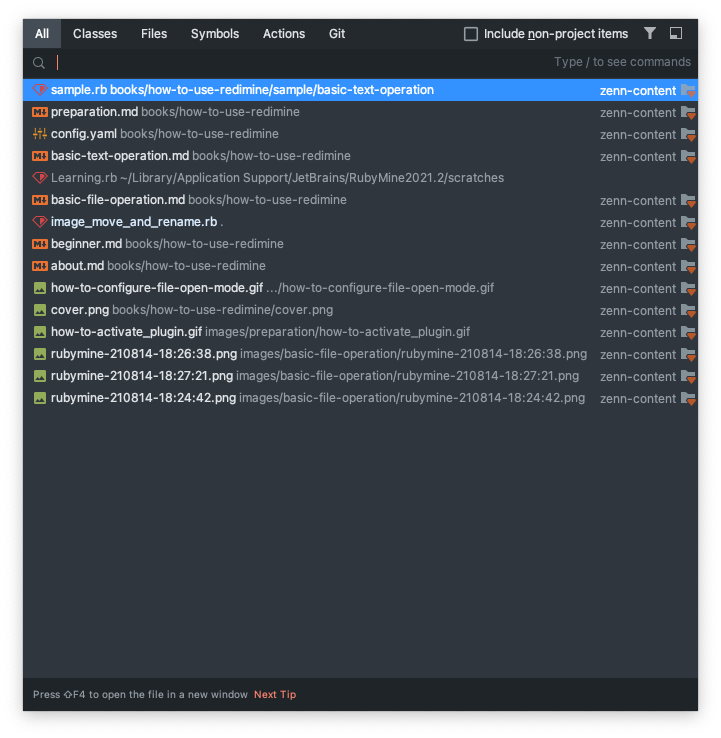 All Classes Files Symbols Actions Git Include non-project items
Type / to see commands
sample.rb books/how-to-use-redimine/sample/basic-text-operation zenn-content
preparation.md books/how-to-use-redimine zenn-content
config.yaml books/how-to-use-redimine zenn-content
basic-text-operation.md books/how-to-use-redimine zenn-content
Learning.rb ~/Library/Application Support/JetBrains/RubyMine2021.2/scratches
basic-file-operation.md books/how-to-use-redimine zenn-content
image_move_and_rename.rb . zenn-content
beginner.md books/how-to-use-redimine zenn-content
about.md books/how-to-use-redimine zenn-content
how-to-configure-file-open-mode.gif .../how-to-configure-file-open-mode.gif zenn-content
cover.png books/how-to-use-redimine/cover.png zenn-content
how-to-activate_plugin.gif images/preparation/how-to-activate_plugin.gif zenn-content
rubymine-210814-18:26:38.png images/basic-file-operation/rubymine-210814-18:26:38.png zenn-content
rubymine-210814-18:27:21.png images/basic-file-operation/rubymine-210814-18:27:21.png zenn-content
rubymine-210814-18:24:42.png images/basic-file-operation/rubymine-210814-18:24:42.png zenn-content
Press ⇧F4 to open the file in a new window Next Tip